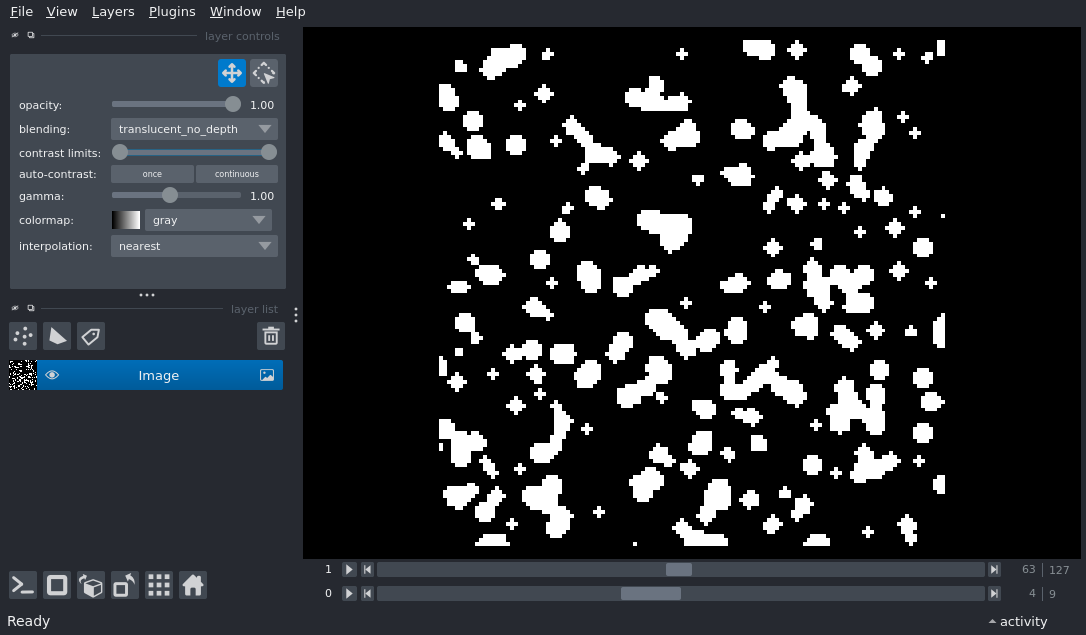 File View Layers Plugins Window Help
layer controls
opacity: 1.00
blending: translucent_no_depth
contrast limits:
auto-contrast: once continuous
gamma: 1.00
colormap: gray
interpolation: nearest
layer list
Image
1 63 127
0 4 9
Ready activity